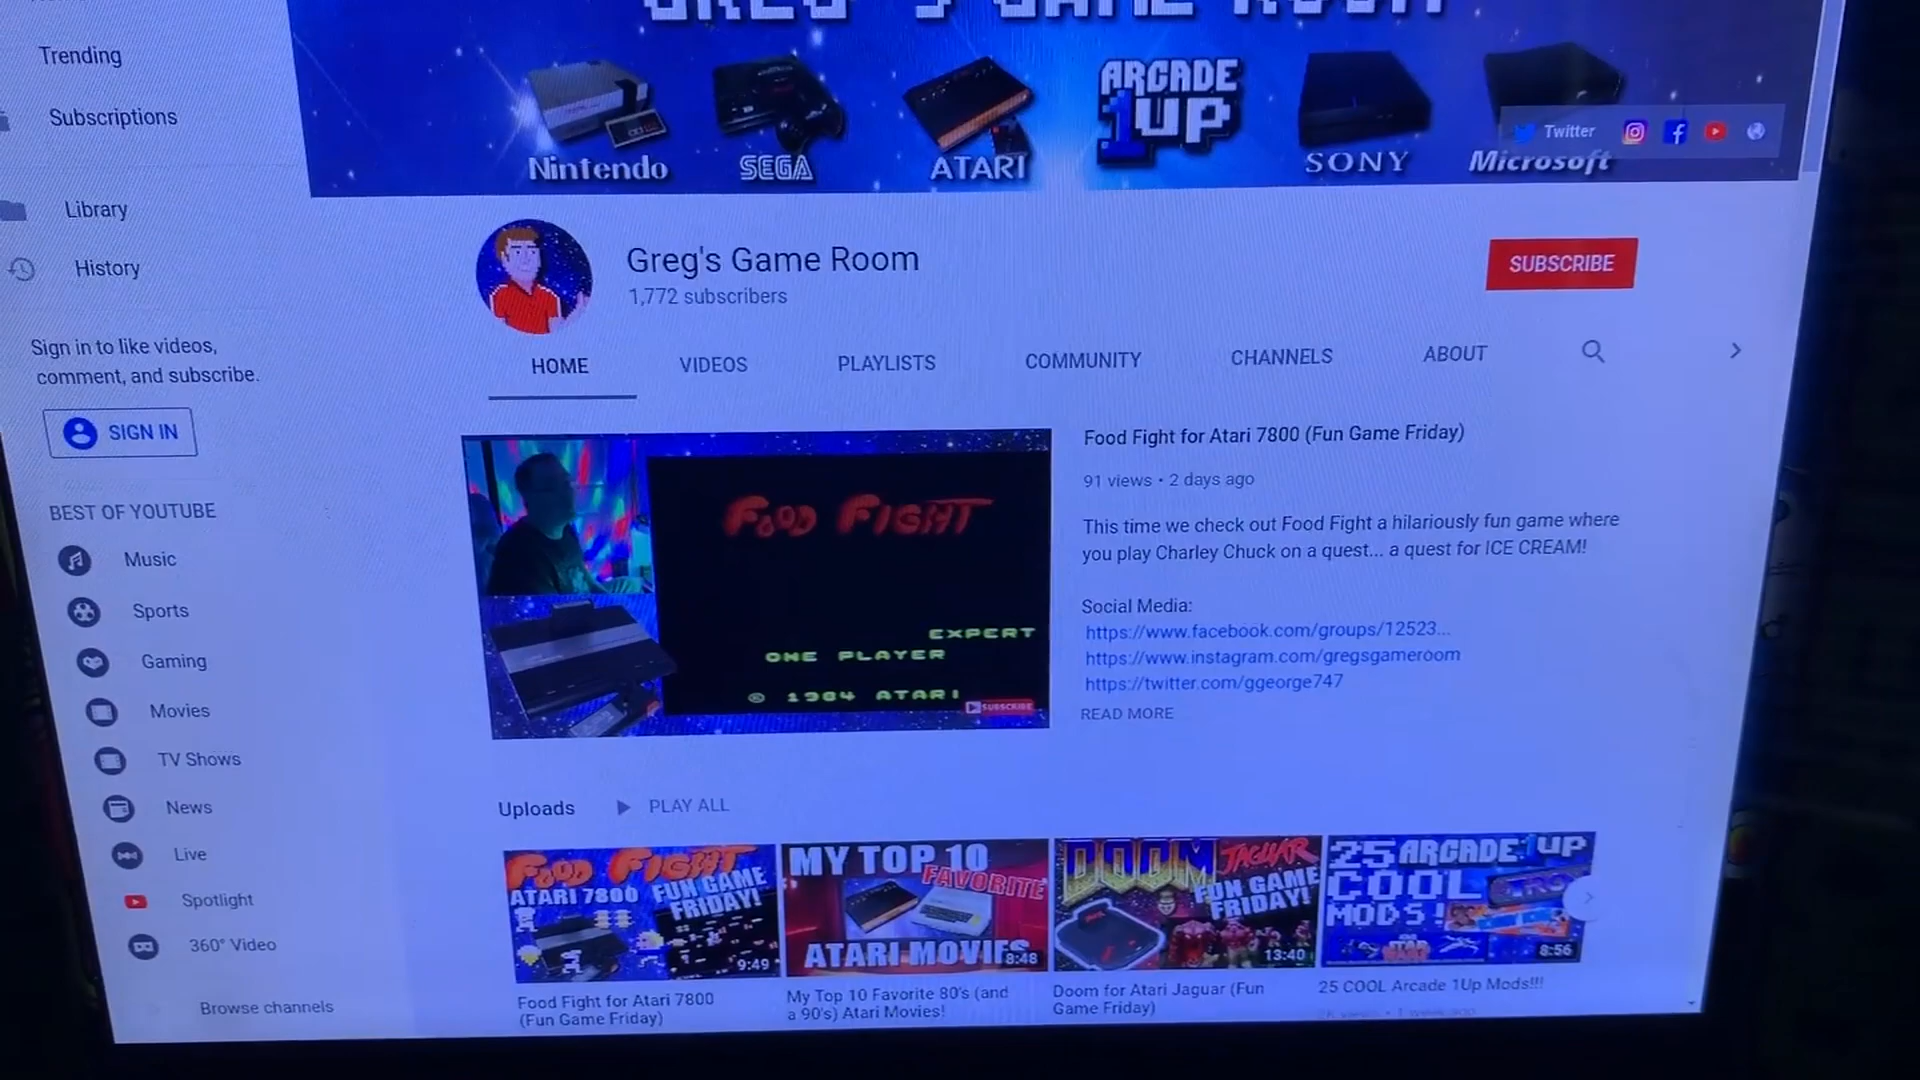 GREG'S GAME ROOM
Trending
Subscriptions
Library
History
Sign in to like videos,
comment, and subscribe.
SIGN IN
BEST OF YOUTUBE
Music
Sports
Gaming
Movies
TV Shows
News
Live
Spotlight
360° Video
Browse channels
Nintendo
SEGA
ATARI
ARCADE
1UP
SONY
Microsoft
Twitter
Greg's Game Room
1,772 subscribers
SUBSCRIBE
HOME
VIDEOS
PLAYLISTS
COMMUNITY
CHANNELS
ABOUT
FOOD FIGHT
EXPERT
ONE PLAYER
© 1984 ATARI
SUBSCRIBE
Food Fight for Atari 7800 (Fun Game Friday)
91 views • 2 days ago
This time we check out Food Fight a hilariously fun game where
you play Charley Chuck on a quest... a quest for ICE CREAM!
Social Media:
https://www.facebook.com/groups/12523...
https://www.instagram.com/gregsgameroom
https://twitter.com/ggeorge747
READ MORE
Uploads
PLAY ALL
FOOD FIGHT
ATARI 7800 FUN GAME
FRIDAY!
9:49
Food Fight for Atari 7800
(Fun Game Friday)
MY TOP 10
FAVORITE
ATARI MOVIES
8:48
My Top 10 Favorite 80's (and
a 90's) Atari Movies!
DOOM JAGUAR
FUN GAME
FRIDAY!
13:40
Doom for Atari Jaguar (Fun
Game Friday)
25 ARCADE 1UP
COOL
MODS!
STAR
WARS
8:56
25 COOL Arcade 1Up Mods!!!